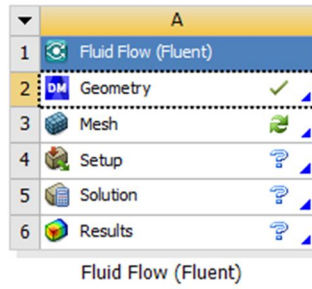 A
1 Fluid Flow (Fluent)
2 DM Geometry
3 Mesh
4 Setup ?
5 Solution ?
6 Results ?
Fluid Flow (Fluent)